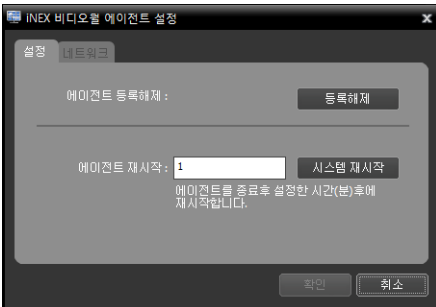 iNEX 비디오월 에이전트 설정
설정 네트워크
에이전트 등록해제 : 등록해제
에이전트 재시작 : 1 시스템 재시작
에이전트를 종료후 설정한 시간(분)후에
재시작합니다.
확인 취소